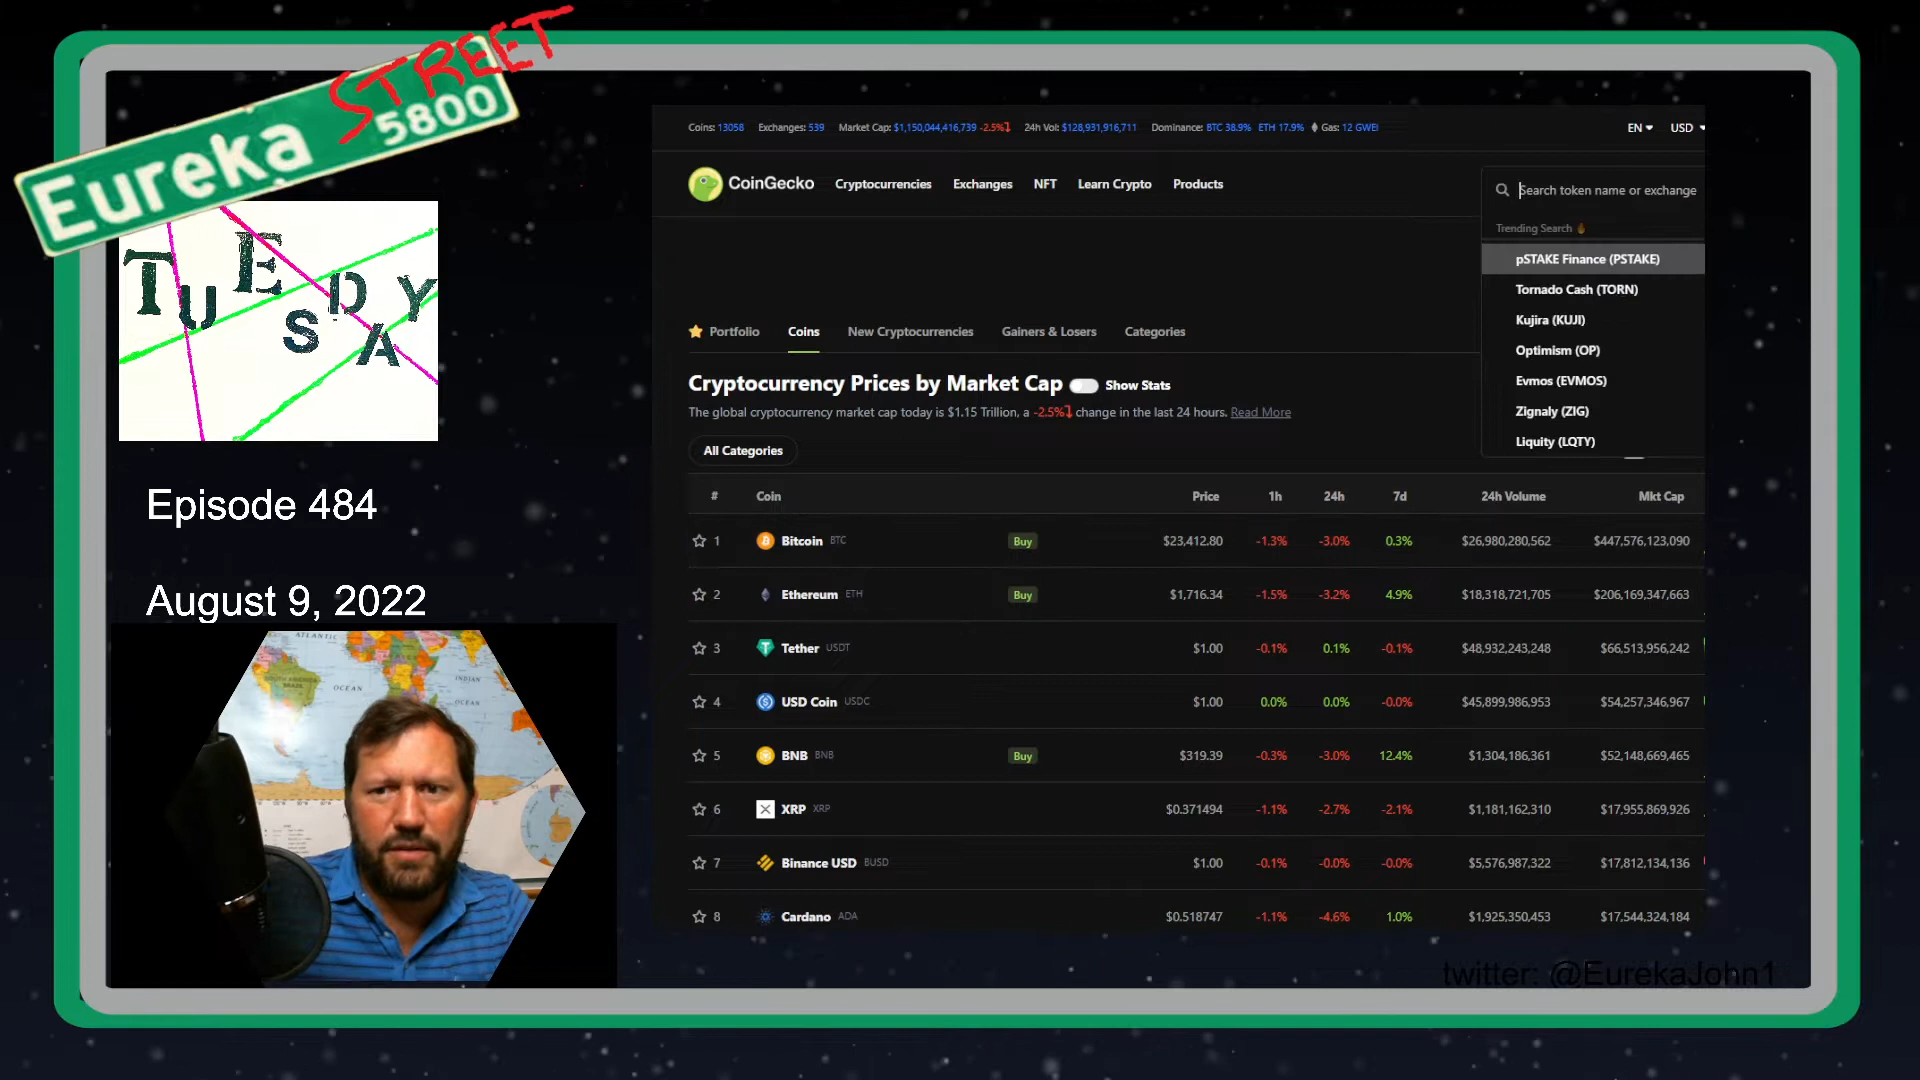 Eureka STREET 5800
TUESDAY
Episode 484
August 9, 2022
ATLANTIC
SOUTH AMERICA
BRAZIL
OCEAN
INDIAN
OCEAN
Coins: 13058 Exchanges: 539 Market Cap: $1,150,044,416,739 -2.5% 24h Vol: $128,931,916,711 Dominance: BTC 38.9% ETH 17.9% Gas: 12 GWEI
EN USD
CoinGecko Cryptocurrencies Exchanges NFT Learn Crypto Products
Search token name or exchange
Trending Search
pSTAKE Finance (PSTAKE)
Tornado Cash (TORN)
Kujira (KUJI)
Optimism (OP)
Evmos (EVMOS)
Zignaly (ZIG)
Liquity (LQTY)
Portfolio Coins New Cryptocurrencies Gainers & Losers Categories
Cryptocurrency Prices by Market Cap Show Stats
The global cryptocurrency market cap today is $1.15 Trillion, a -2.5% change in the last 24 hours. Read More
All Categories
# Coin Price 1h 24h 7d 24h Volume Mkt Cap
1 Bitcoin BTC Buy $23,412.80 -1.3% -3.0% 0.3% $26,980,280,562 $447,576,123,090
2 Ethereum ETH Buy $1,716.34 -1.5% -3.2% 4.9% $18,318,721,705 $206,169,347,663
3 Tether USDT $1.00 -0.1% 0.1% -0.1% $48,932,243,248 $66,513,956,242
4 USD Coin USDC $1.00 0.0% 0.0% -0.0% $45,899,986,953 $54,257,346,967
5 BNB BNB Buy $319.39 -0.3% -3.0% 12.4% $1,304,186,361 $52,148,669,465
6 XRP XRP $0.371494 -1.1% -2.7% -2.1% $1,181,162,310 $17,955,869,926
7 Binance USD BUSD $1.00 -0.1% -0.0% -0.0% $5,576,987,322 $17,812,134,136
8 Cardano ADA $0.518747 -1.1% -4.6% 1.0% $1,925,350,453 $17,544,324,184
twitter: @EurekaJohn1